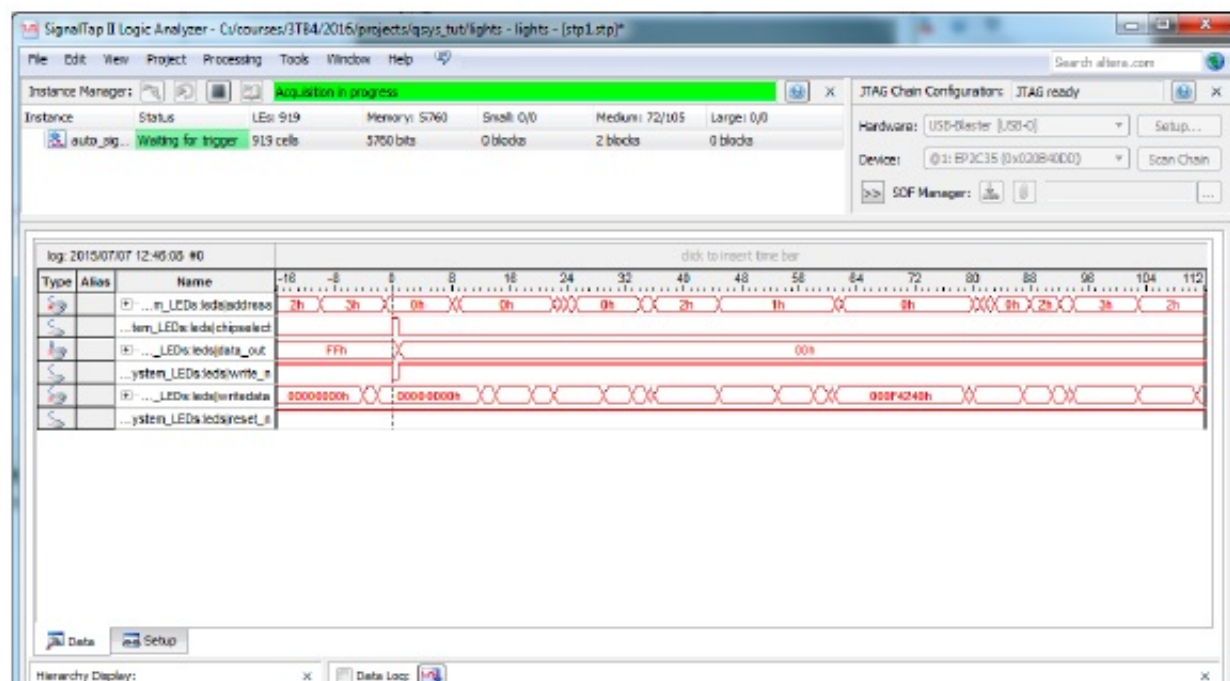 SignalTap II Logic Analyzer - C:/courses/3TB4/2016/projects/qsys_tut/lights - lights - [stp1.stp]*
File Edit View Project Processing Tools Window Help
Search altera.com
Instance Manager: Acquisition in progress
JTAG Chain Configuration: JTAG ready
Instance Status LEs: 919 Memory: 5760 Small: 0/0 Medium: 72/105 Large: 0/0
auto_sig... Waiting for trigger 919 cells 5760 bits 0 blocks 2 blocks 0 blocks
Hardware: USB-Blaster [USB-0] Setup...
Device: @1: EP2C35 (0x020B40DD) Scan Chain
>> SOF Manager: ...
log: 2015/07/07 12:46:08 #0 click to insert time bar
Type Alias Name -16 -8 0 8 16 24 32 40 48 56 64 72 80 88 96 104 112
...m_LEDs:leds|address 2h 3h 0h 0h 0h 2h 1h 0h 0h 2h 3h 2h
...tem_LEDs:leds|chipselect
..._LEDs:leds|data_out FFh 00h
...ystem_LEDs:leds|write_n
..._LEDs:leds|writedata 00000000h 00000000h 000F4240h
...ystem_LEDs:leds|reset_n
Data Setup
Hierarchy Display: × Data Log: ×